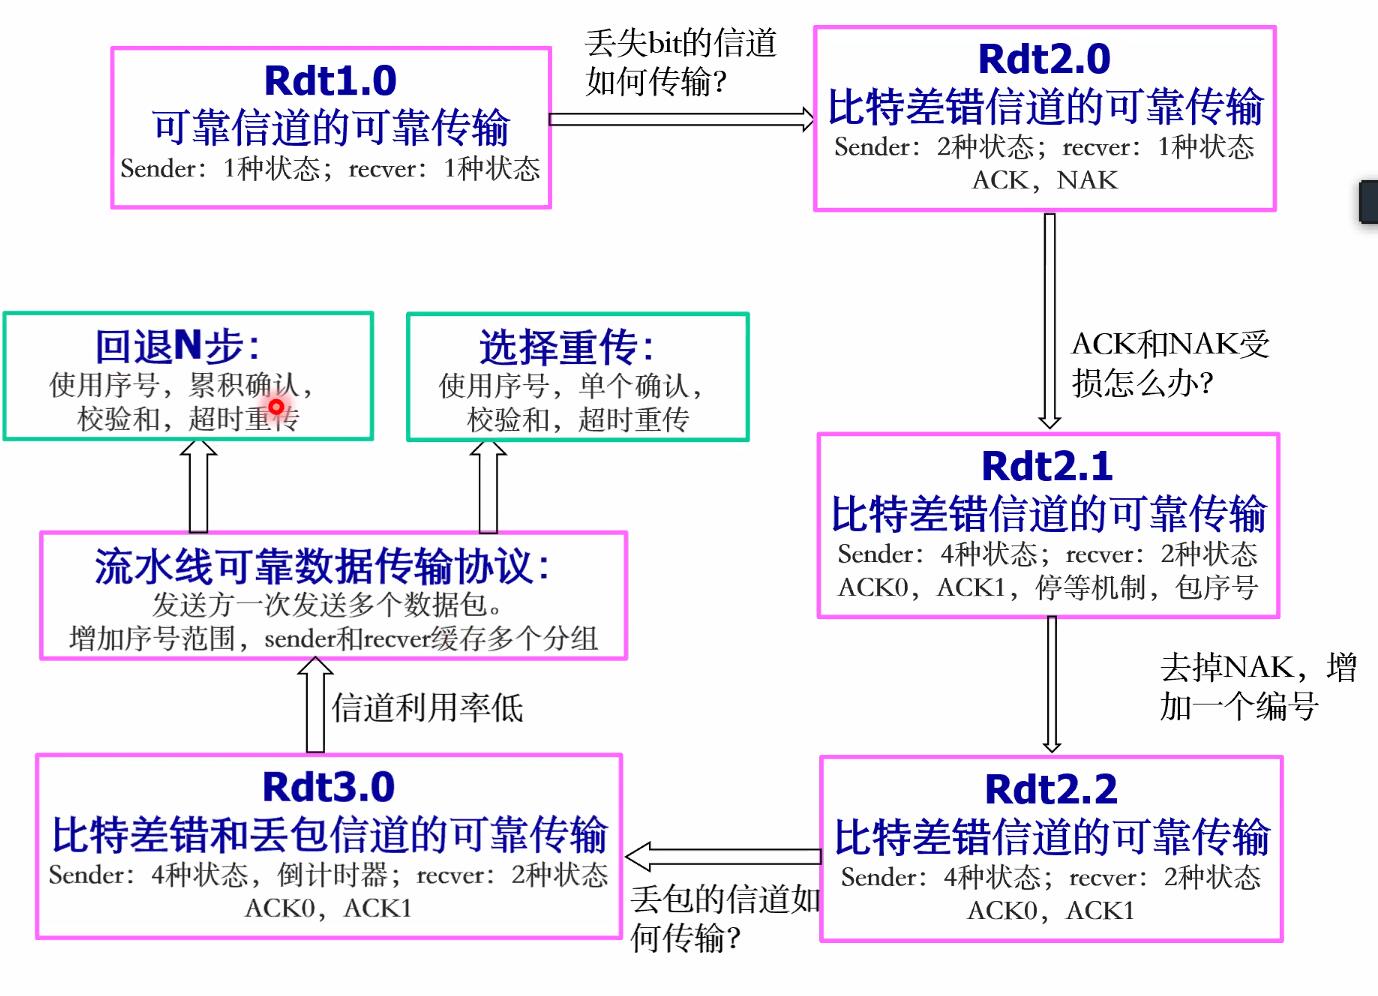 Rdt1.0
可靠信道的可靠传输
Sender：1种状态；recver：1种状态
丢失bit的信道
如何传输？
Rdt2.0
比特差错信道的可靠传输
Sender：2种状态；recver：1种状态
ACK，NAK
ACK和NAK受
损怎么办？
Rdt2.1
比特差错信道的可靠传输
Sender：4种状态；recver：2种状态
ACK0，ACK1，停等机制，包序号
去掉NAK，增
加一个编号
Rdt2.2
比特差错信道的可靠传输
Sender：4种状态；recver：2种状态
ACK0，ACK1
丢包的信道如
何传输？
Rdt3.0
比特差错和丢包信道的可靠传输
Sender：4种状态，倒计时器；recver：2种状态
ACK0，ACK1
信道利用率低
流水线可靠数据传输协议：
发送方一次发送多个数据包。
增加序号范围，sender和recver缓存多个分组
回退N步：
使用序号，累积确认，
校验和，超时重传
选择重传：
使用序号，单个确认，
校验和，超时重传